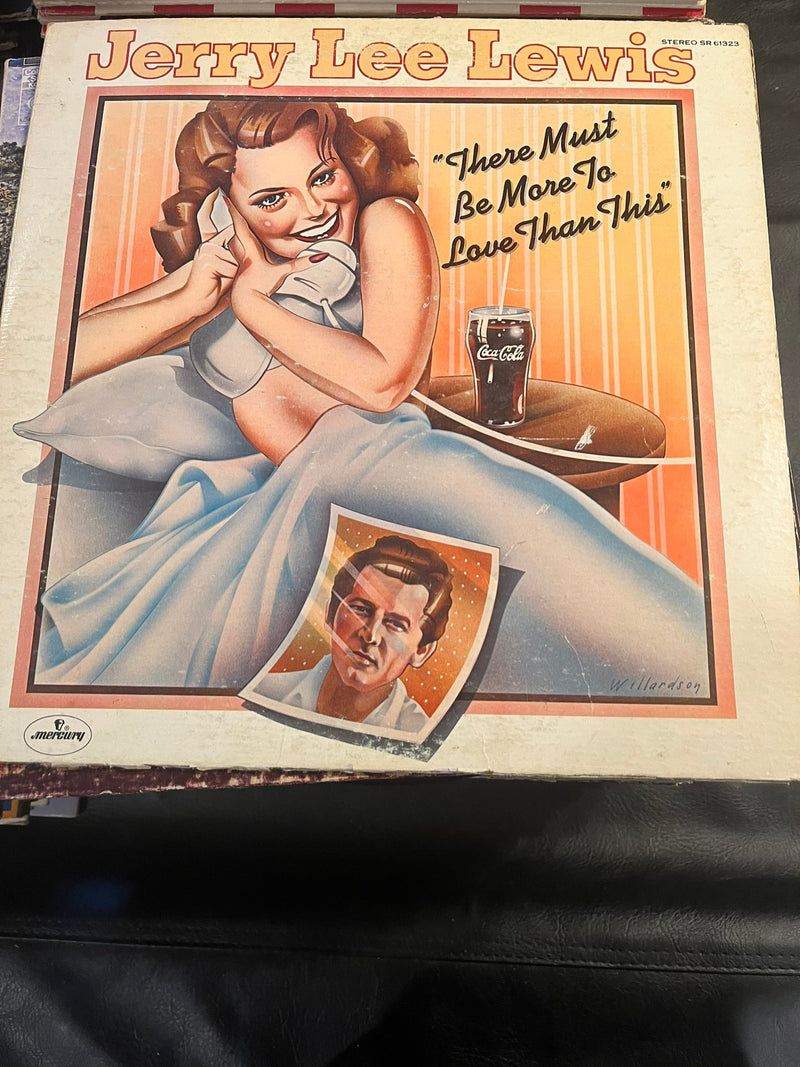 Jerry Lee Lewis
STEREO SR 61323
"There Must
Be More To
Love Than This"
Coca-Cola
Willardson
mercury